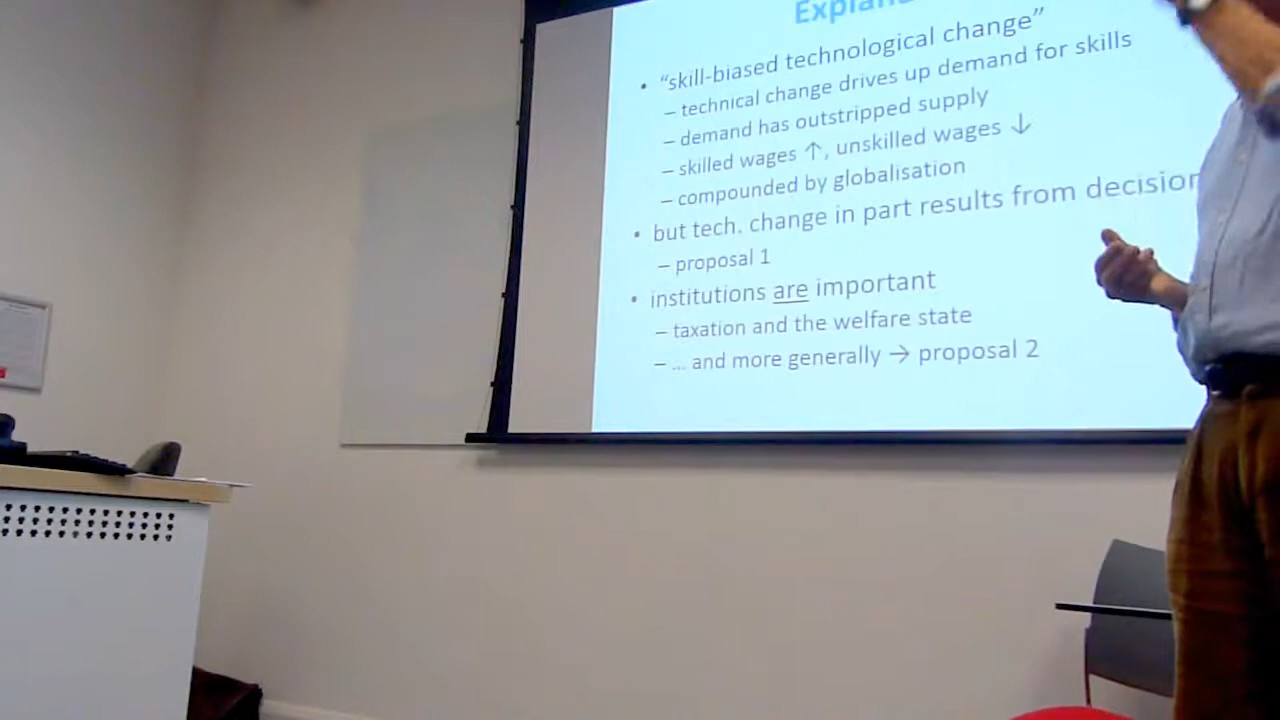 • “skill-biased technological change”
– technical change drives up demand for skills
– demand has outstripped supply
– skilled wages ↑, unskilled wages ↓
– compounded by globalisation
• but tech. change in part results from
– proposal 1
• institutions are important
– taxation and the welfare state
– ... and more generally → proposal 2